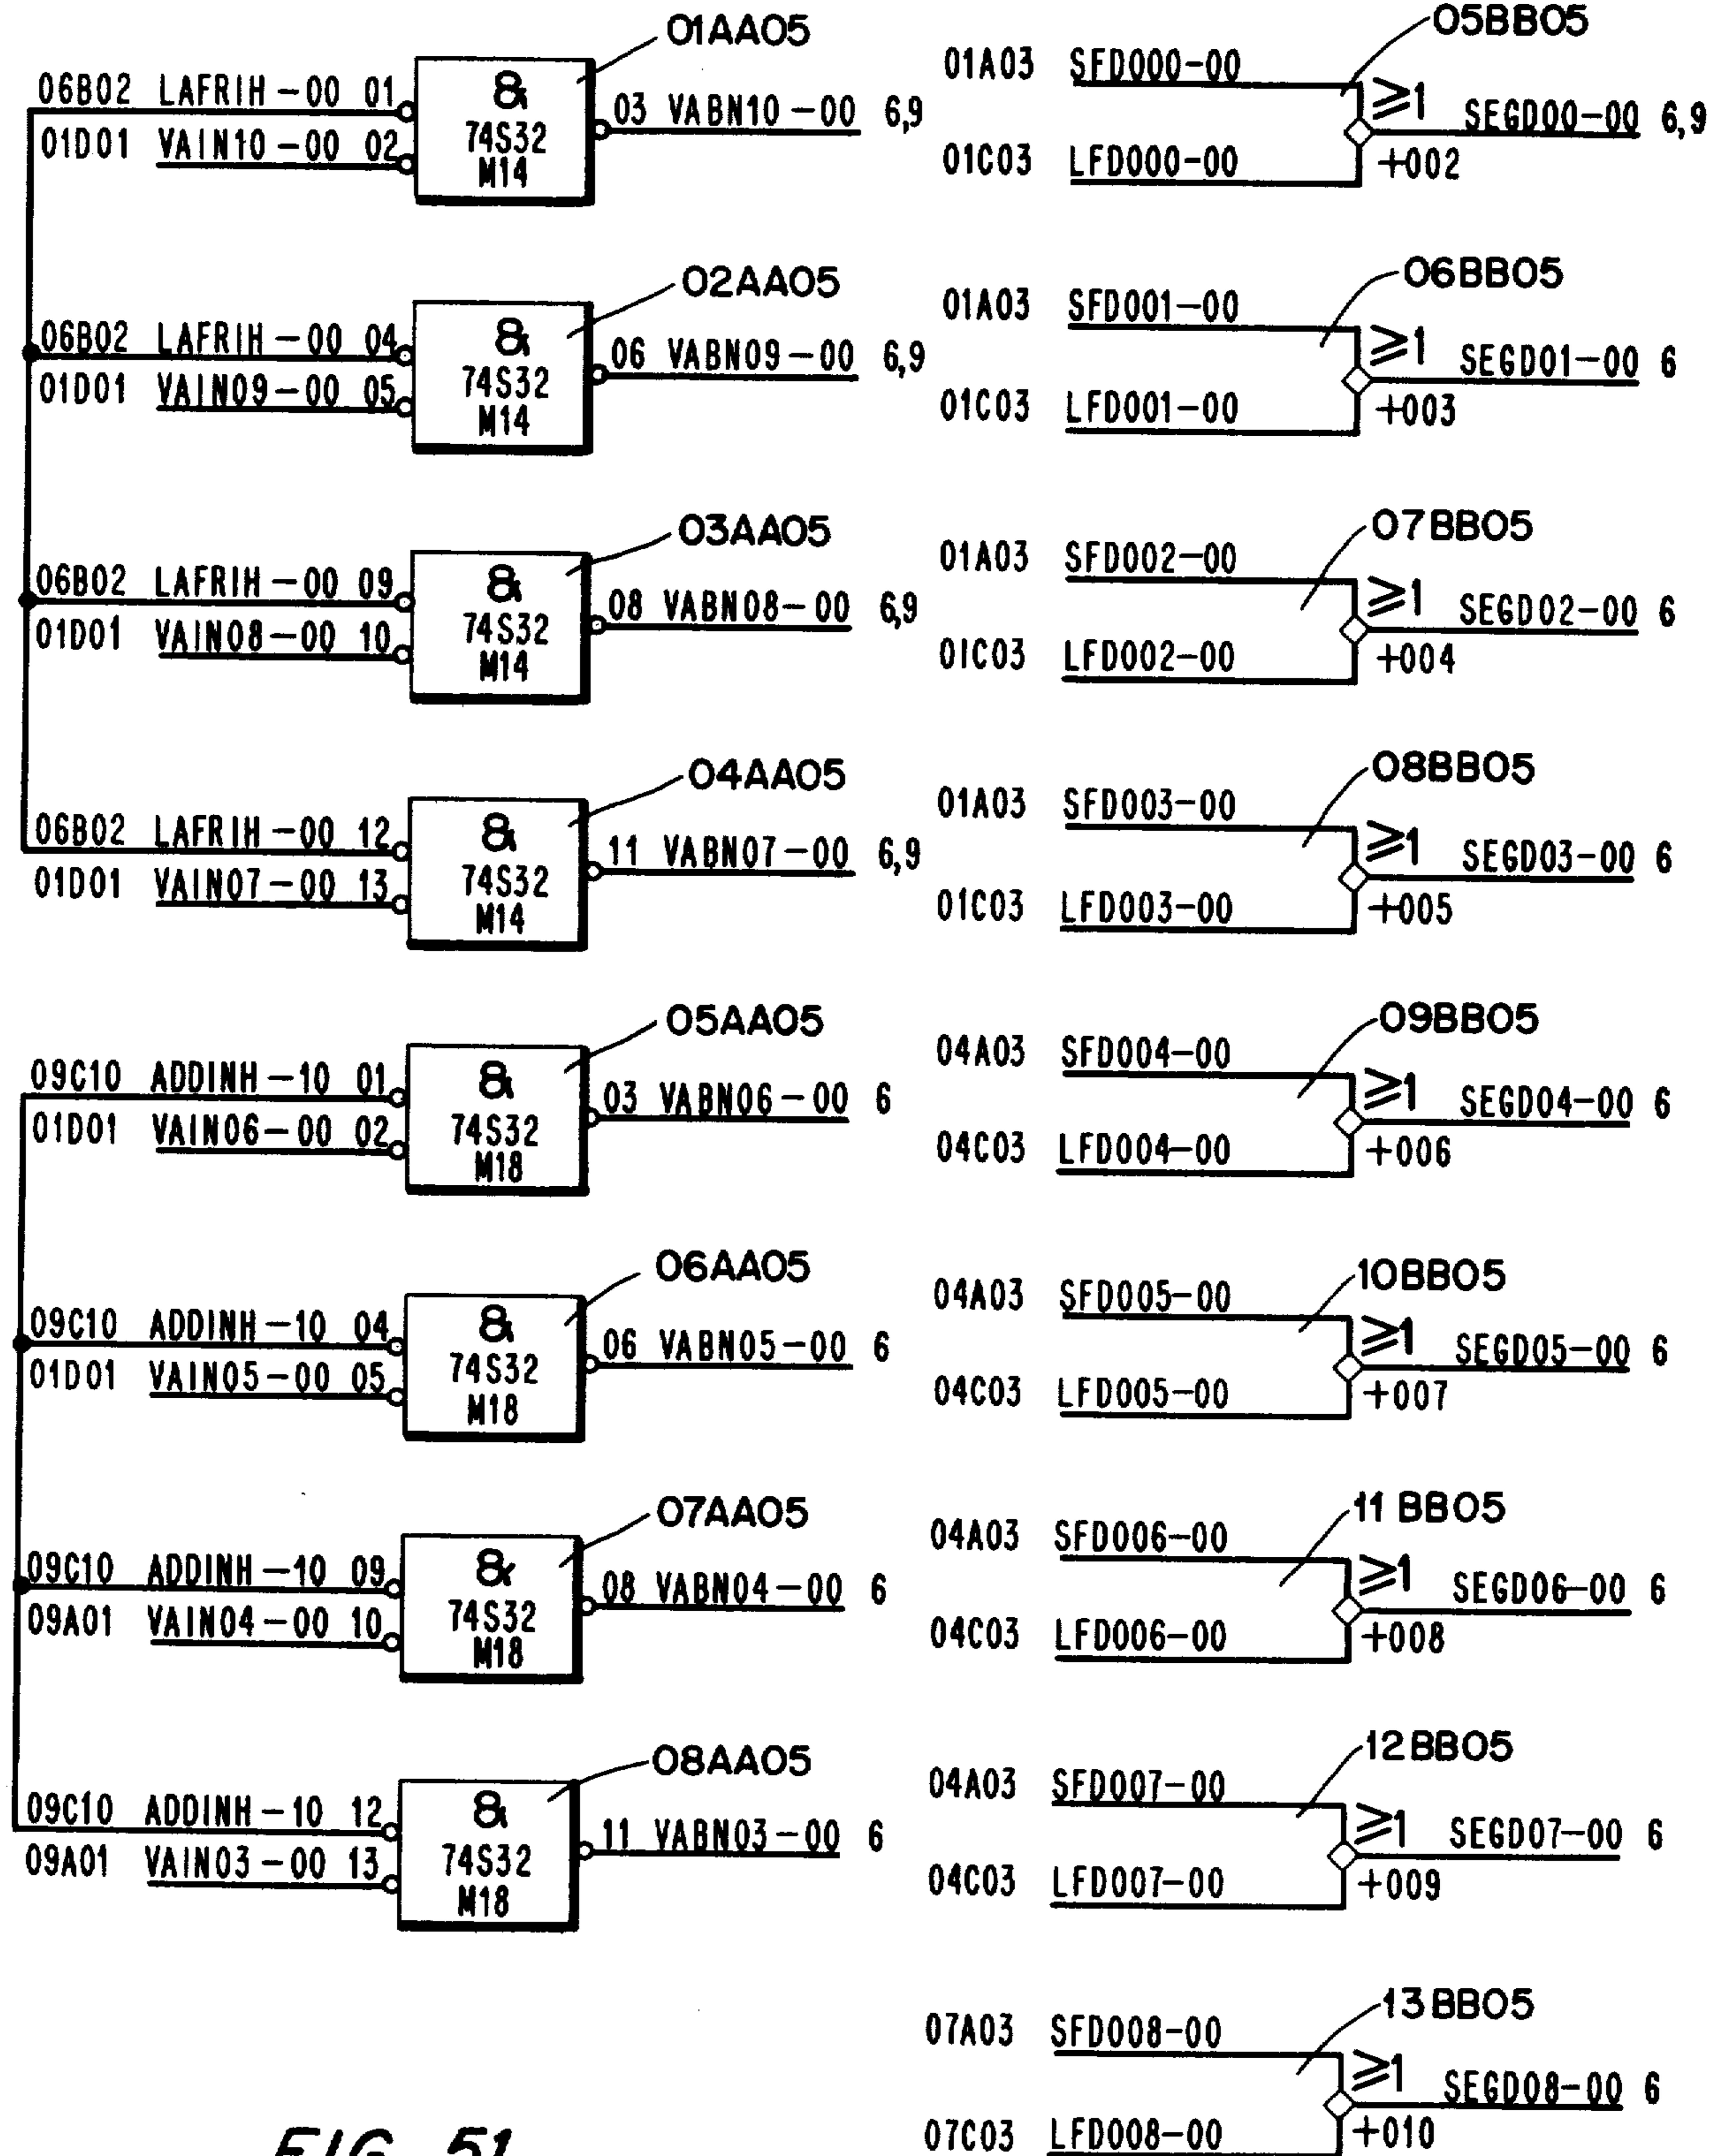 01AA05
06B02 LAFRIH-00 01
01D01 VAIN10-00 02
&
74S32
M14
03 VABN10-00 6,9
02AA05
06B02 LAFRIH-00 04
01D01 VAIN09-00 05
&
74S32
M14
06 VABN09-00 6,9
03AA05
06B02 LAFRIH-00 09
01D01 VAIN08-00 10
&
74S32
M14
08 VABN08-00 6,9
04AA05
06B02 LAFRIH-00 12
01D01 VAIN07-00 13
&
74S32
M14
11 VABN07-00 6,9
05AA05
09C10 ADDINH-10 01
01D01 VAIN06-00 02
&
74S32
M18
03 VABN06-00 6
06AA05
09C10 ADDINH-10 04
01D01 VAIN05-00 05
&
74S32
M18
06 VABN05-00 6
07AA05
09C10 ADDINH-10 09
09A01 VAIN04-00 10
&
74S32
M18
08 VABN04-00 6
08AA05
09C10 ADDINH-10 12
09A01 VAIN03-00 13
&
74S32
M18
11 VABN03-00 6
05BB05
01A03 SFD000-00
≥1
SEGD00-00 6,9
01C03 LFD000-00
+002
06BB05
01A03 SFD001-00
≥1
SEGD01-00 6
01C03 LFD001-00
+003
07BB05
01A03 SFD002-00
≥1
SEGD02-00 6
01C03 LFD002-00
+004
08BB05
01A03 SFD003-00
≥1
SEGD03-00 6
01C03 LFD003-00
+005
09BB05
04A03 SFD004-00
≥1
SEGD04-00 6
04C03 LFD004-00
+006
10BB05
04A03 SFD005-00
≥1
SEGD05-00 6
04C03 LFD005-00
+007
11BB05
04A03 SFD006-00
≥1
SEGD06-00 6
04C03 LFD006-00
+008
12BB05
04A03 SFD007-00
≥1
SEGD07-00 6
04C03 LFD007-00
+009
13BB05
07A03 SFD008-00
≥1
SEGD08-00 6
07C03 LFD008-00
+010
FIG. 51